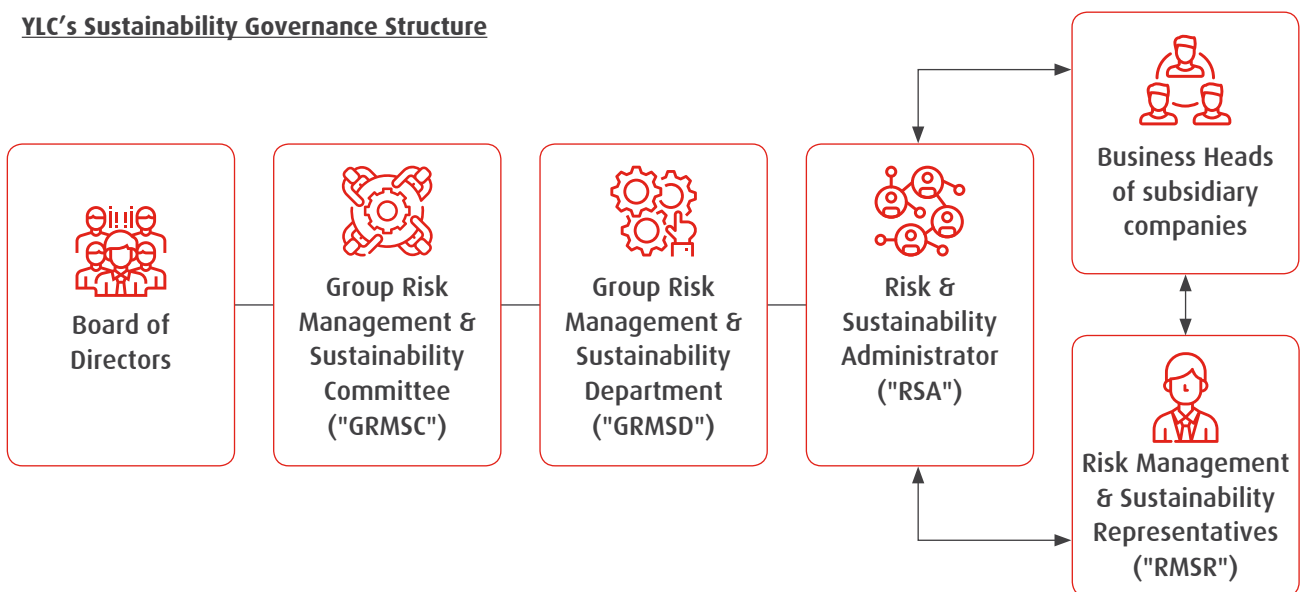 YLC's Sustainability Governance Structure
Board of
Directors
Group Risk
Management &
Sustainability
Committee
("GRMSC")
Group Risk
Management &
Sustainability
Department
("GRMSD")
Risk &
Sustainability
Administrator
("RSA")
Business Heads
of subsidiary
companies
Risk Management
& Sustainability
Representatives
("RMSR")